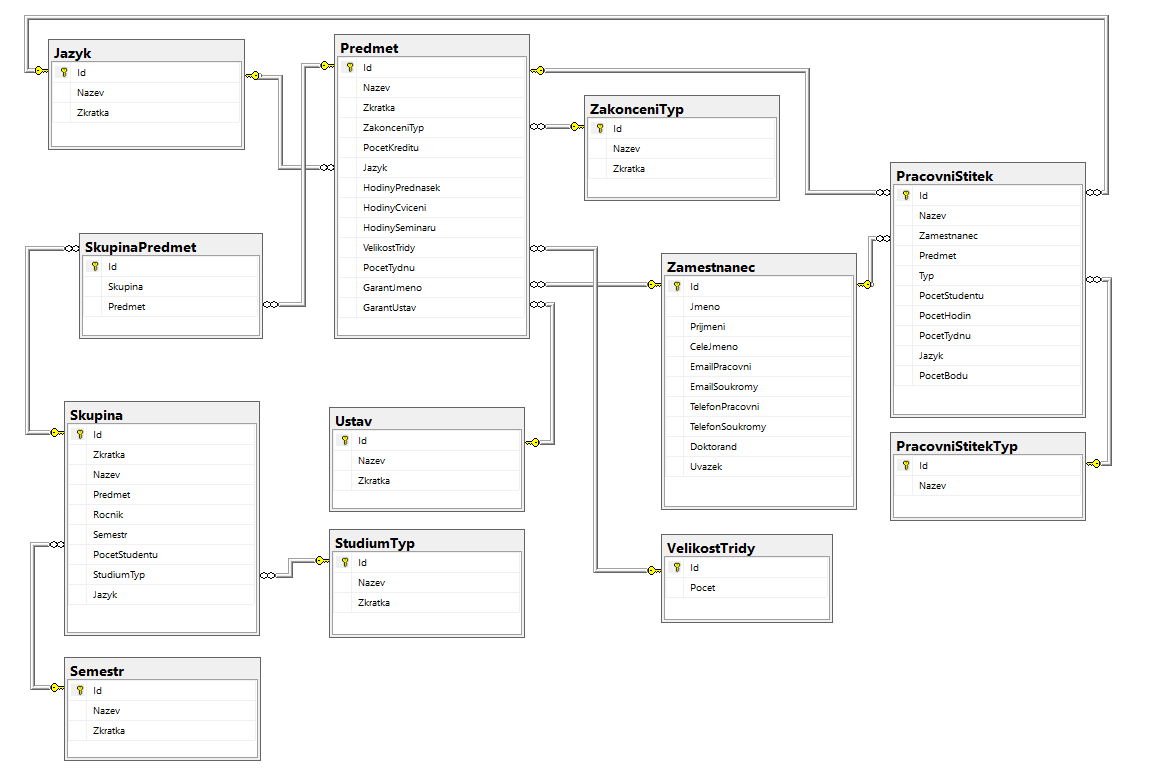 Jazyk
Id
Nazev
Zkratka
Predmet
Id
Nazev
Zkratka
ZakonceniTyp
PocetKreditu
Jazyk
HodinyPrednasek
HodinyCviceni
HodinySeminaru
VelikostTridy
PocetTydnu
GarantJmeno
GarantUstav
ZakonceniTyp
Id
Nazev
Zkratka
PracovniStitek
Id
Nazev
Zamestnanec
Predmet
Typ
PocetStudentu
PocetHodin
PocetTydnu
Jazyk
PocetBodu
SkupinaPredmet
Id
Skupina
Predmet
Zamestnanec
Id
Jmeno
Prijmeni
CeleJmeno
EmailPracovni
EmailSoukromy
TelefonPracovni
TelefonSoukromy
Doktorand
Uvazek
Skupina
Id
Zkratka
Nazev
Predmet
Rocnik
Semestr
PocetStudentu
StudiumTyp
Jazyk
Ustav
Id
Nazev
Zkratka
PracovniStitekTyp
Id
Nazev
StudiumTyp
Id
Nazev
Zkratka
VelikostTridy
Id
Pocet
Semestr
Id
Nazev
Zkratka